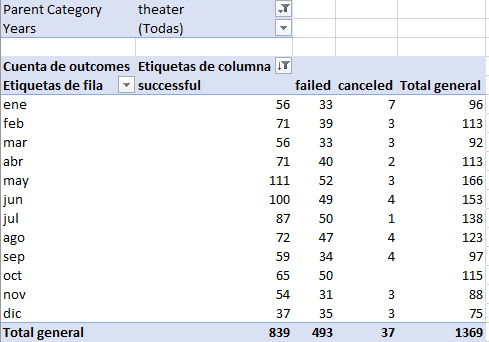 Parent Category theater
Years (Todas)
Cuenta de outcomes Etiquetas de columna
Etiquetas de fila successful failed canceled Total general
ene 56 33 7 96
feb 71 39 3 113
mar 56 33 3 92
abr 71 40 2 113
may 111 52 3 166
jun 100 49 4 153
jul 87 50 1 138
ago 72 47 4 123
sep 59 34 4 97
oct 65 50 115
nov 54 31 3 88
dic 37 35 3 75
Total general 839 493 37 1369